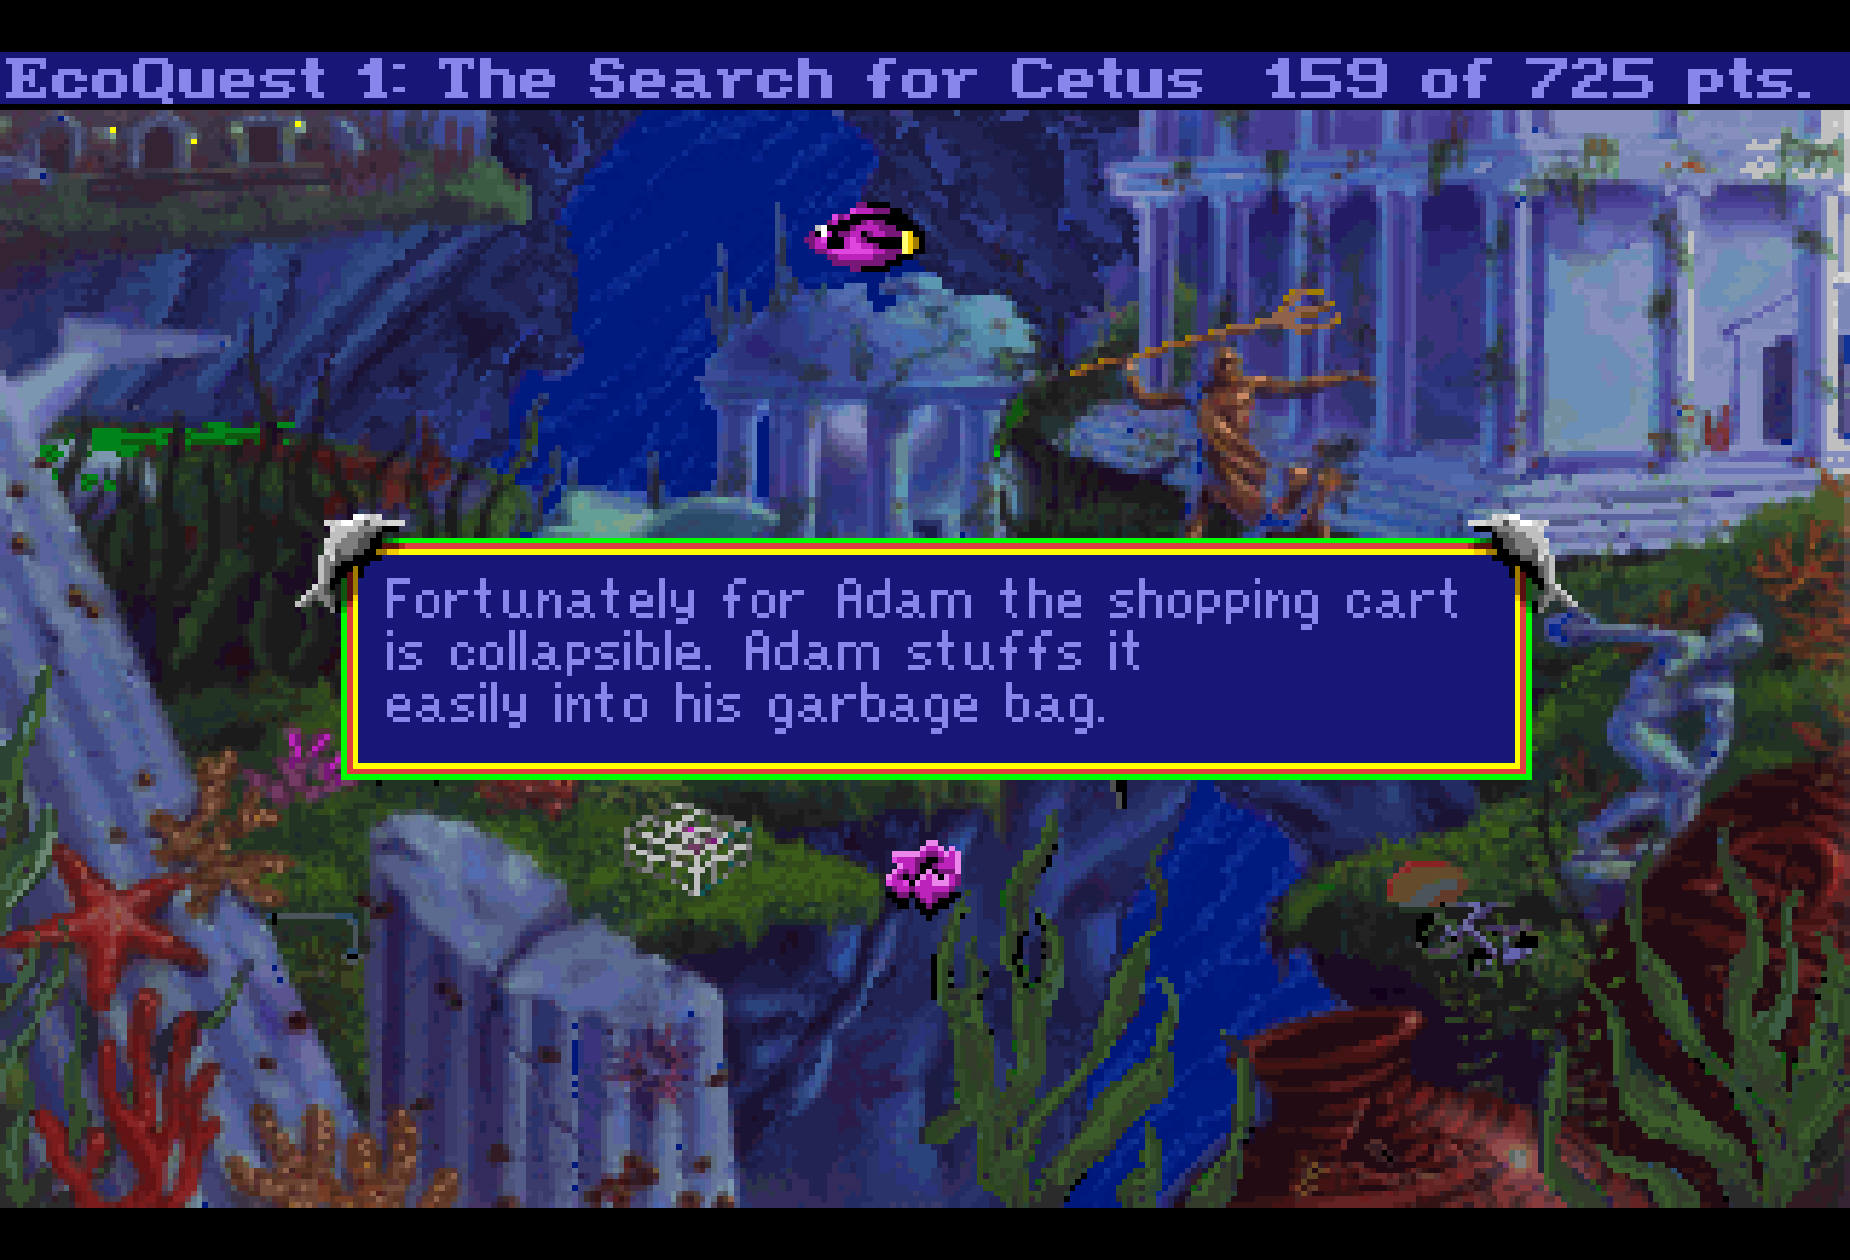 EcoQuest 1: The Search for Cetus 159 of 725 pts.
Fortunately for Adam the shopping cart
is collapsible. Adam stuffs it
easily into his garbage bag.